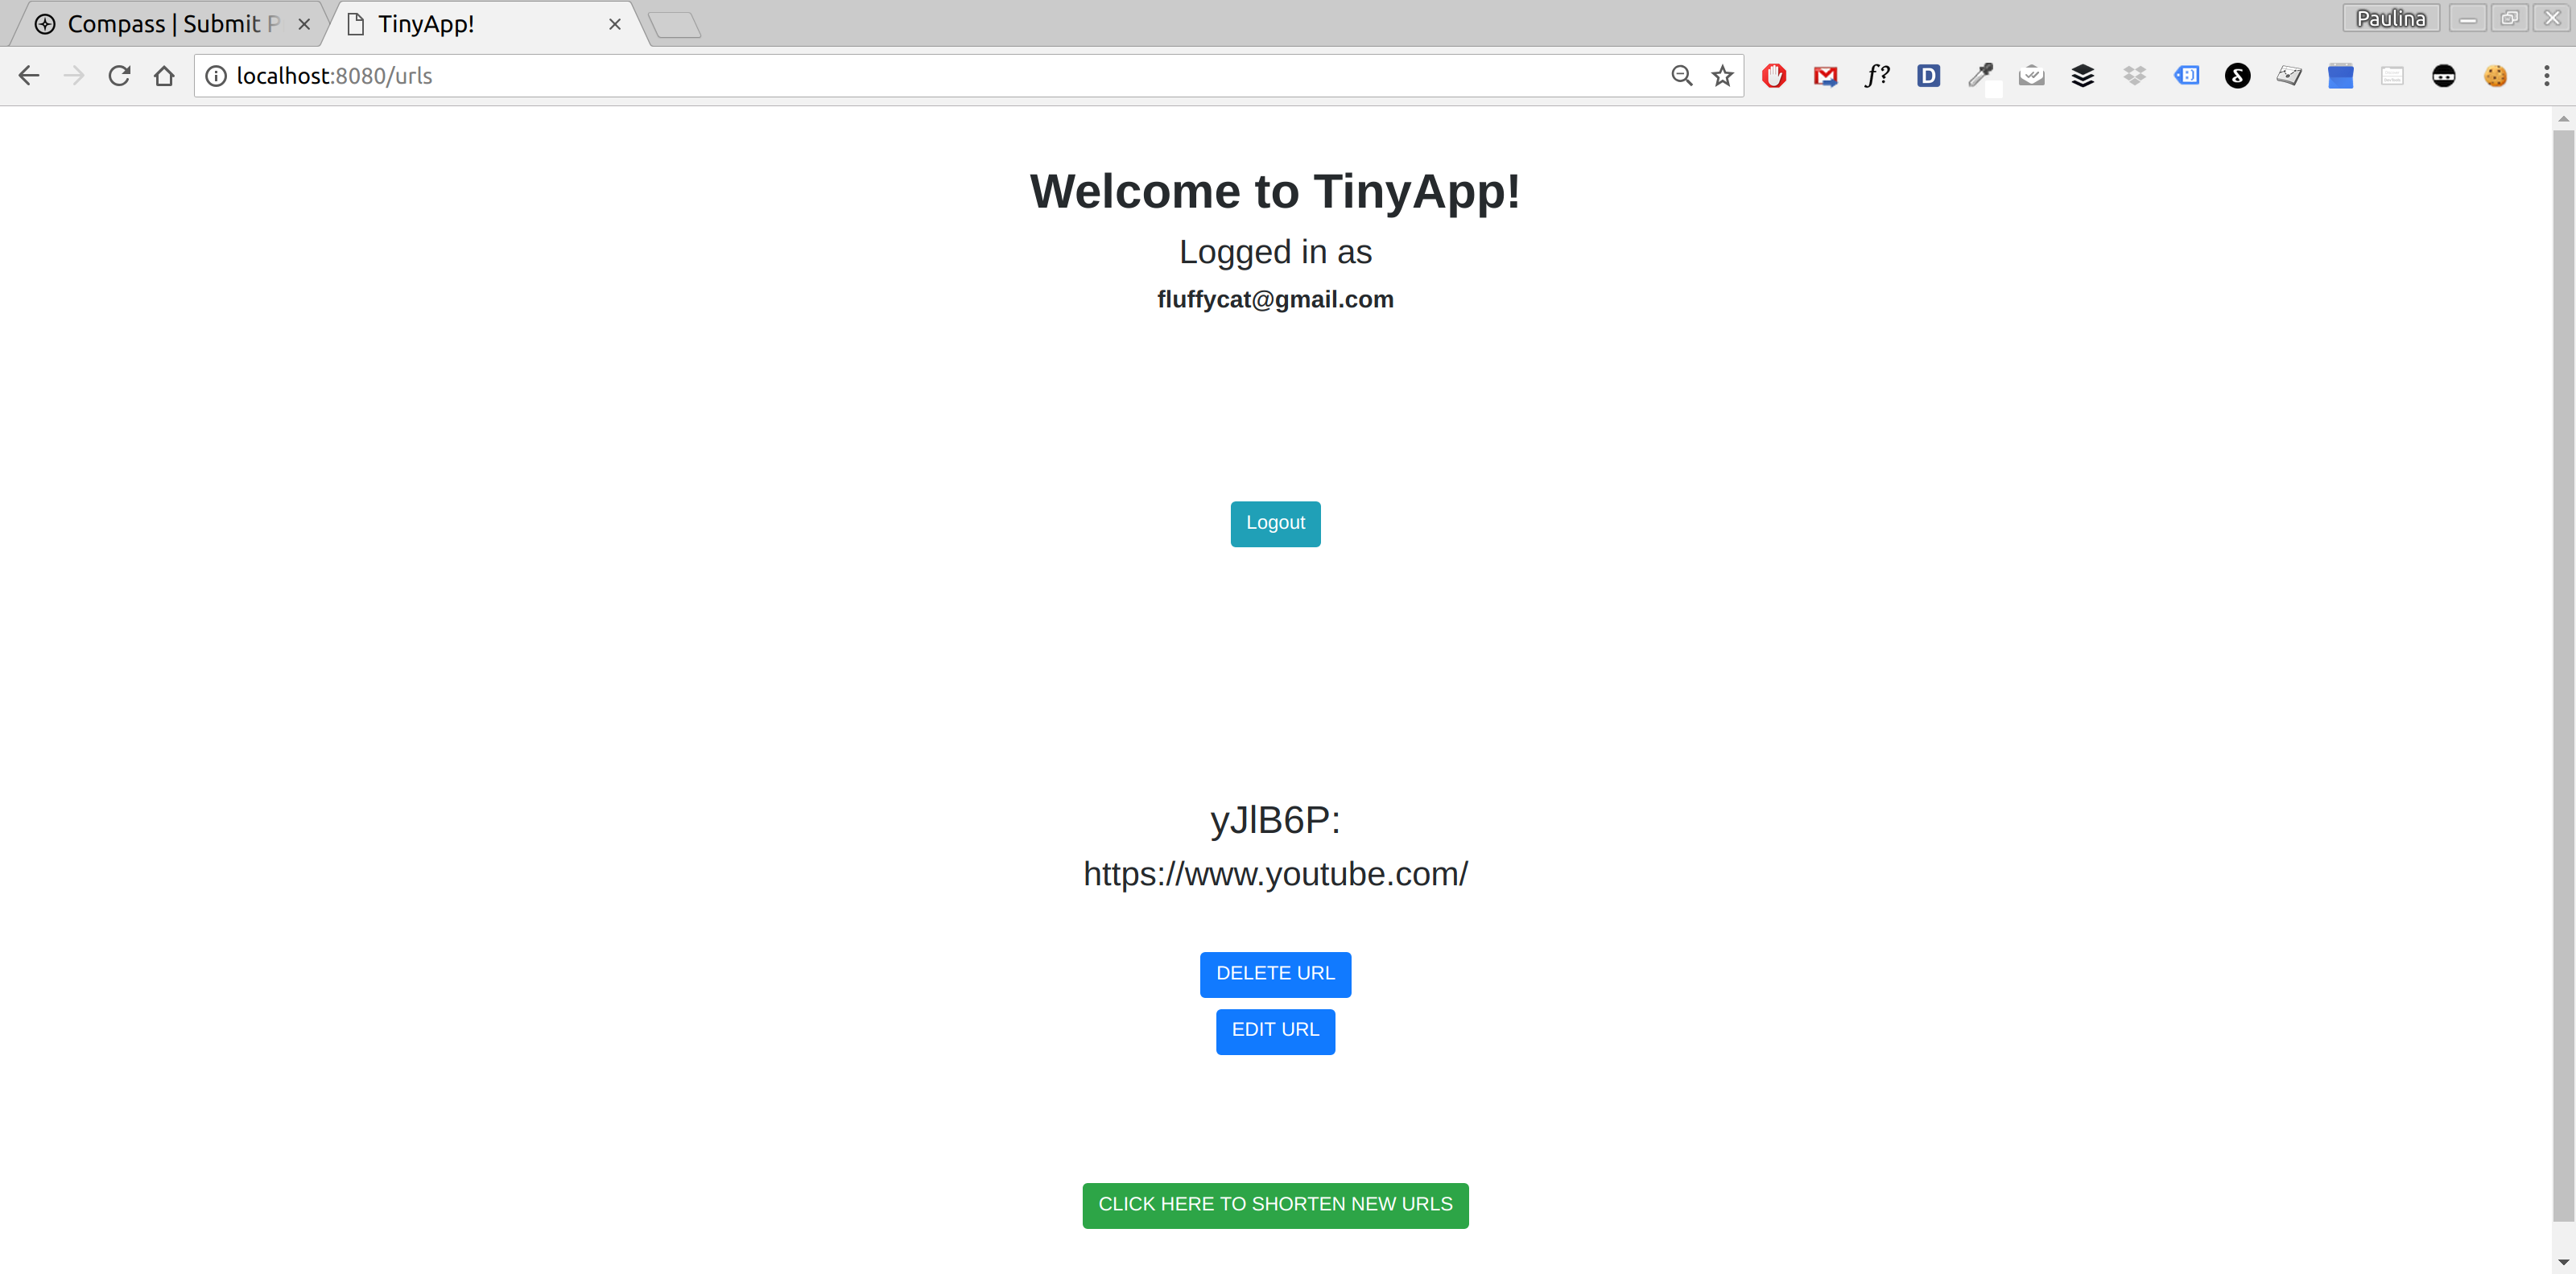 Compass | Submit P
TinyApp!
Paulina
localhost:8080/urls
f?
D
Welcome to TinyApp!
Logged in as
fluffycat@gmail.com
Logout
yJlB6P:
https://www.youtube.com/
DELETE URL
EDIT URL
CLICK HERE TO SHORTEN NEW URLS